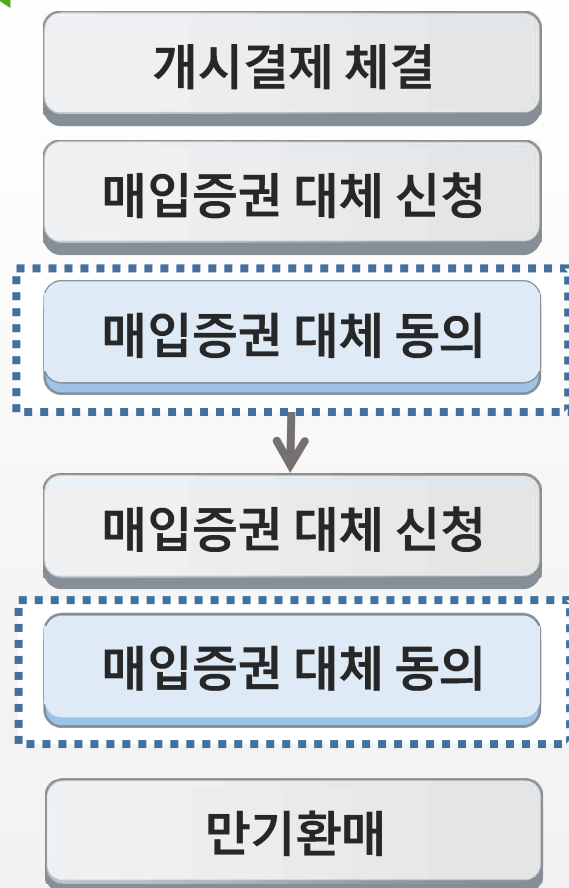 개시결제 체결
매입증권 대체 신청
매입증권 대체 동의
매입증권 대체 신청
매입증권 대체 동의
만기환매